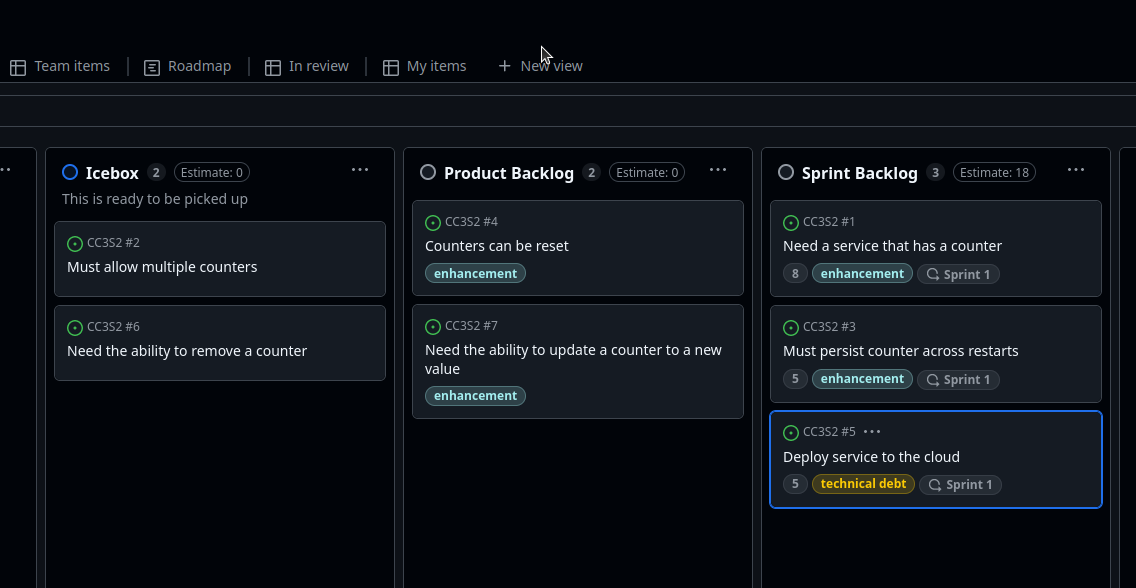 Team items
Roadmap
In review
My items
New view
Icebox 2 Estimate: 0
This is ready to be picked up
CC3S2 #2
Must allow multiple counters
CC3S2 #6
Need the ability to remove a counter
Product Backlog 2 Estimate: 0
CC3S2 #4
Counters can be reset
enhancement
CC3S2 #7
Need the ability to update a counter to a new
value
enhancement
Sprint Backlog 3 Estimate: 18
CC3S2 #1
Need a service that has a counter
8 enhancement Sprint 1
CC3S2 #3
Must persist counter across restarts
5 enhancement Sprint 1
CC3S2 #5
Deploy service to the cloud
5 technical debt Sprint 1